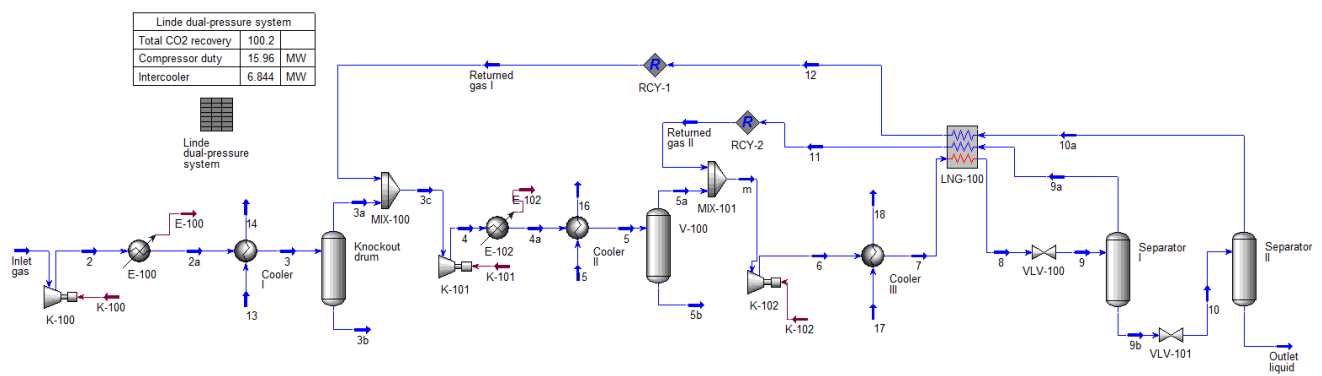 Linde dual-pressure system
Total CO2 recovery 100.2
Compressor duty 15.96 MW
Intercooler 6.844 MW
Linde
dual-pressure
system
Returned
gas I
R
RCY-1
12
Returned
gas II
R
RCY-2
11
LNG-100
10a
9a
Inlet
gas
K-100
K-100
2
E-100
E-100
2a
14
13
Cooler
I
3
3a
Knockout
drum
3b
MIX-100
3c
K-101
K-101
4
E-102
E-102
4a
16
15
Cooler
II
5
5a
V-100
5b
MIX-101
m
K-102
K-102
6
18
17
Cooler
III
7
8
VLV-100
9
Separator
I
9b
VLV-101
10
Separator
II
Outlet
liquid